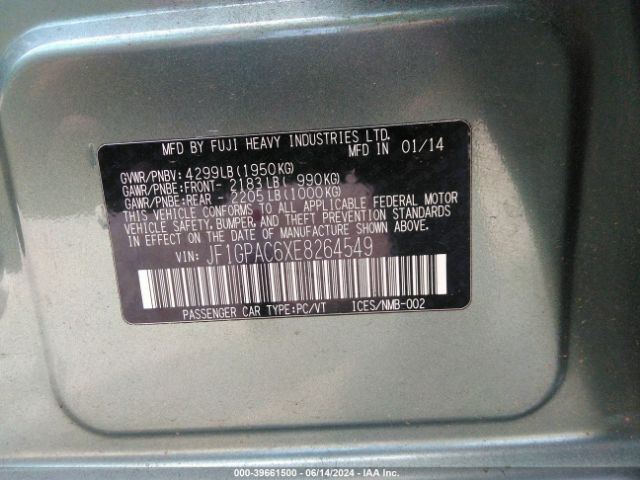 MFD BY FUJI HEAVY INDUSTRIES LTD.
MFD IN 01/14
GVWR/PNBV: 4299LB(1950KG)
GAWR/PNBE:FRONT- 2183LB( 990KG)
GAWR/PNBE:REAR - 2205LB(1000KG)
THIS VEHICLE CONFORMS TO ALL APPLICABLE FEDERAL MOTOR
VEHICLE SAFETY, BUMPER, AND THEFT PREVENTION STANDARDS
IN EFFECT ON THE DATE OF MANUFACTURE SHOWN ABOVE.
VIN: JF1GPAC6XE8264549
PASSENGER CAR TYPE:PC/VT ICES/NMB-002
000-39661500 - 06/14/2024 - IAA Inc.